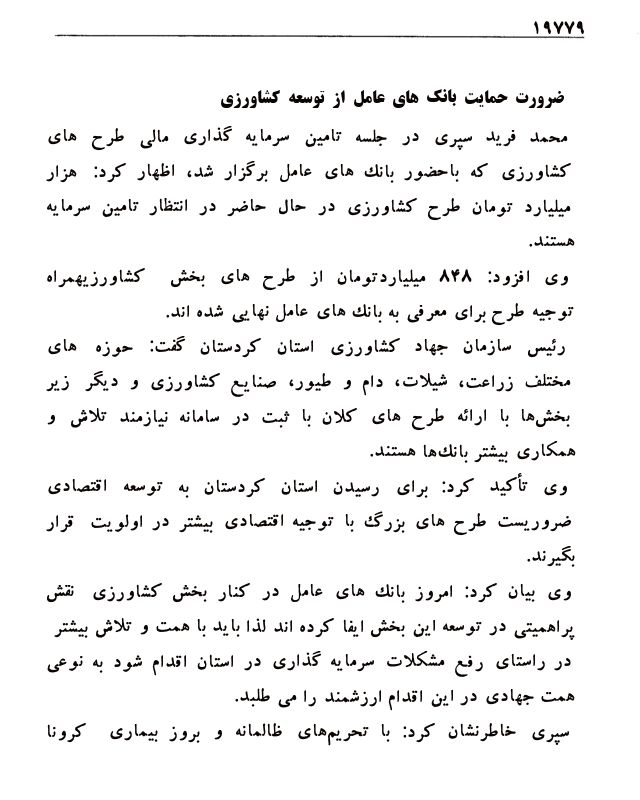 ۱۹۷۷۹
ضرورت حمایت بانک های عامل از توسعه کشاورزی
محمد فرید سپری در جلسه تامین سرمایه گذاری مالی طرح های
کشاورزی که باحضور بانک های عامل برگزار شد، اظهار کرد: هزار
میلیارد تومان طرح کشاورزی در حال حاضر در انتظار تامین سرمایه
هستند.
وی افزود: ۸۴۸ میلیاردتومان از طرح های بخش کشاورزیهمراه
توجیه طرح برای معرفی به بانک های عامل نهایی شده اند.
رئیس سازمان جهاد کشاورزی استان کردستان گفت: حوزه های
مختلف زراعت، شیلات، دام و طیور، صنایع کشاورزی و دیگر زیر
بخش‌ها با ارائه طرح های کلان با ثبت در سامانه نیازمند تلاش و
همکاری بیشتر بانک‌ها هستند.
وی تأکید کرد: برای رسیدن استان کردستان به توسعه اقتصادی
ضروریست طرح های بزرگ با توجیه اقتصادی بیشتر در اولویت قرار
بگیرند.
وی بیان کرد: امروز بانک های عامل در کنار بخش کشاورزی نقش
پراهمیتی در توسعه این بخش ایفا کرده اند لذا باید با همت و تلاش بیشتر
در راستای رفع مشکلات سرمایه گذاری در استان اقدام شود به نوعی
همت جهادی در این اقدام ارزشمند را می طلبد.
سپری خاطرنشان کرد: با تحریم‌های ظالمانه و بروز بیماری کرونا